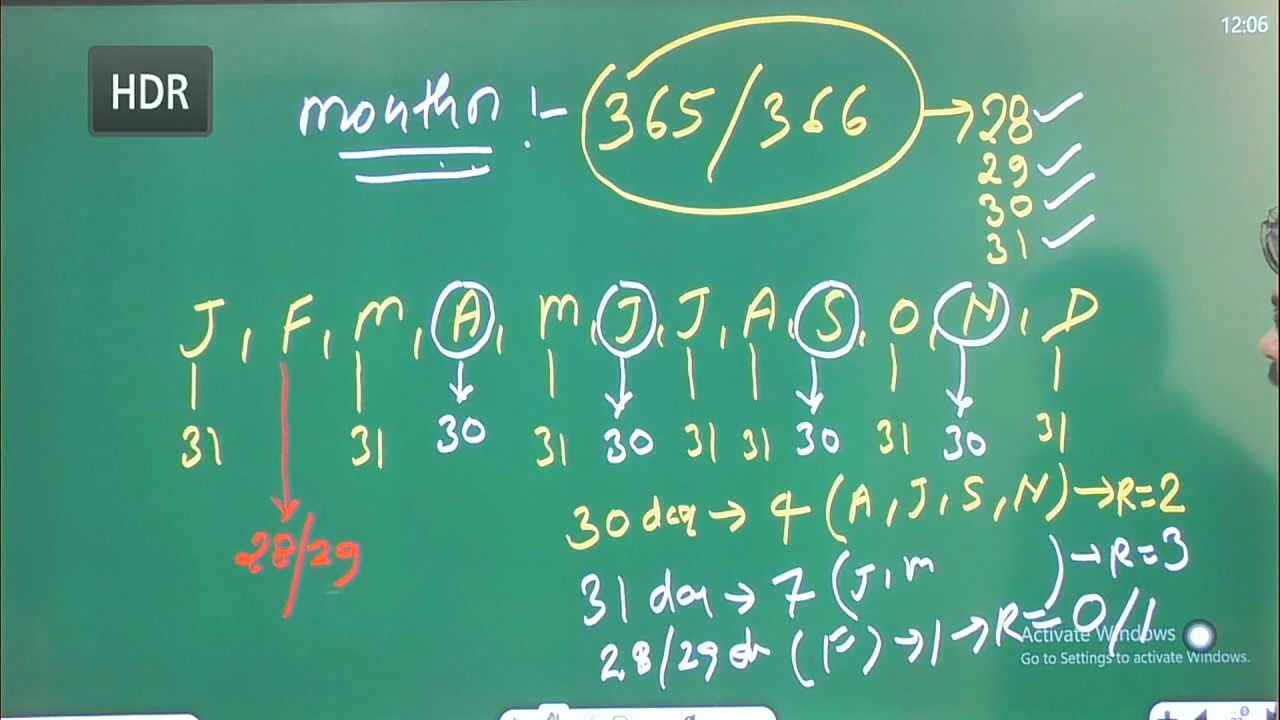 12:06
HDR
months :- (365/366 → 28 ✓
29 ✓
30 ✓
31 ✓
J, F, m, A, m, J, J, A, S, O, N, D
31 31 30 31 30 31 31 30 31 30 31
28/29
30 day → 4 (A, J, S, N) → R=2
31 day → 7 (J, m ) → R=3
28/29 d (F) → 1 → R=0/1
Activate Windows
Go to Settings to activate Windows.